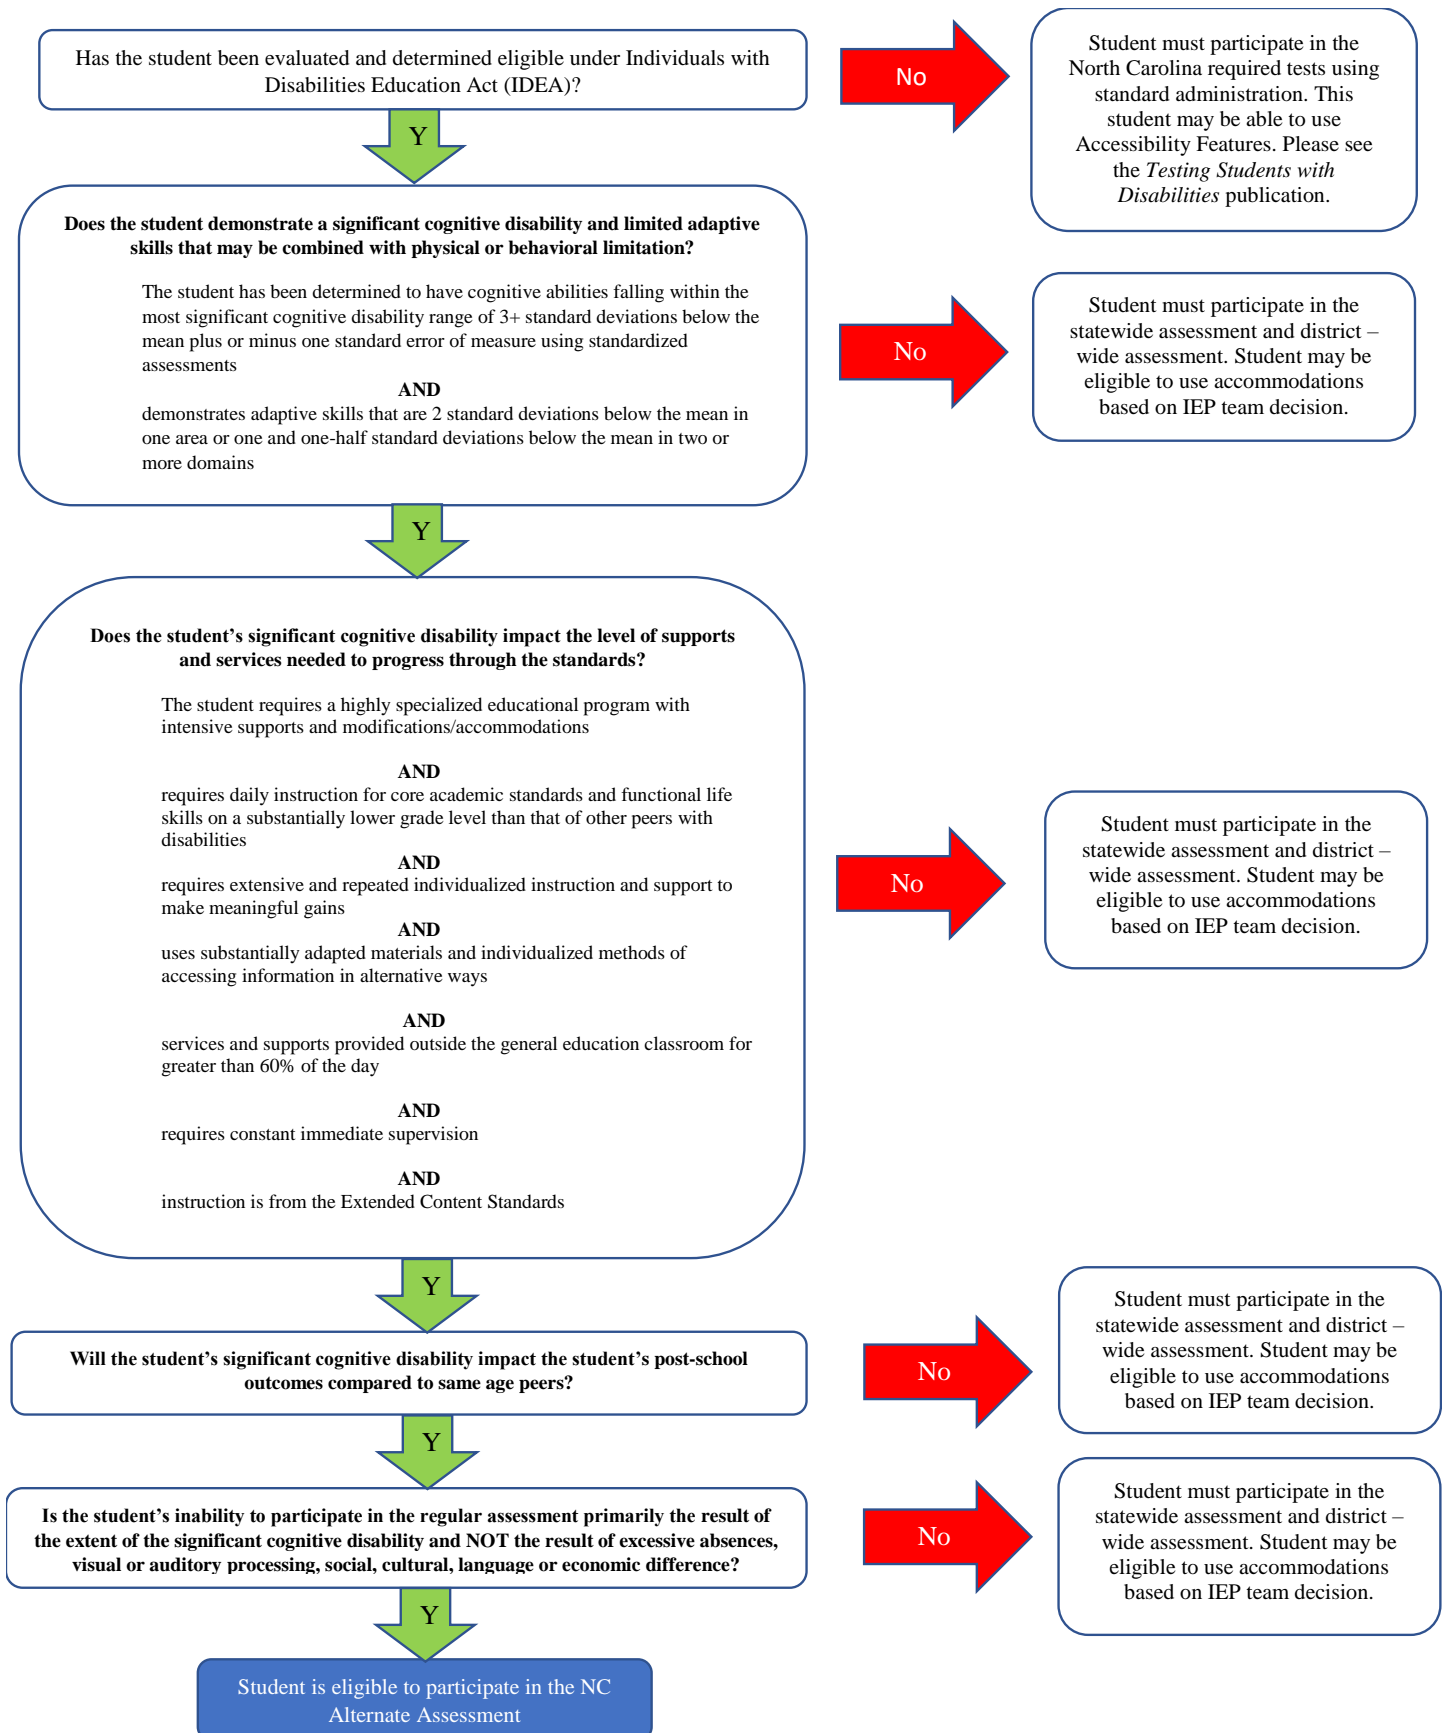 Has the student been evaluated and determined eligible under Individuals with
Disabilities Education Act (IDEA)?
No
Student must participate in the
North Carolina required tests using
standard administration. This
student may be able to use
Accessibility Features. Please see
the Testing Students with
Disabilities publication.
Y
Does the student demonstrate a significant cognitive disability and limited adaptive
skills that may be combined with physical or behavioral limitation?
The student has been determined to have cognitive abilities falling within the
most significant cognitive disability range of 3+ standard deviations below the
mean plus or minus one standard error of measure using standardized
assessments
AND
demonstrates adaptive skills that are 2 standard deviations below the mean in
one area or one and one-half standard deviations below the mean in two or
more domains
No
Student must participate in the
statewide assessment and district –
wide assessment. Student may be
eligible to use accommodations
based on IEP team decision.
Y
Does the student’s significant cognitive disability impact the level of supports
and services needed to progress through the standards?
The student requires a highly specialized educational program with
intensive supports and modifications/accommodations
AND
requires daily instruction for core academic standards and functional life
skills on a substantially lower grade level than that of other peers with
disabilities
AND
requires extensive and repeated individualized instruction and support to
make meaningful gains
AND
uses substantially adapted materials and individualized methods of
accessing information in alternative ways
AND
services and supports provided outside the general education classroom for
greater than 60% of the day
AND
requires constant immediate supervision
AND
instruction is from the Extended Content Standards
No
Student must participate in the
statewide assessment and district –
wide assessment. Student may be
eligible to use accommodations
based on IEP team decision.
Y
Will the student’s significant cognitive disability impact the student’s post-school
outcomes compared to same age peers?
No
Student must participate in the
statewide assessment and district –
wide assessment. Student may be
eligible to use accommodations
based on IEP team decision.
Y
Is the student’s inability to participate in the regular assessment primarily the result of
the extent of the significant cognitive disability and NOT the result of excessive absences,
visual or auditory processing, social, cultural, language or economic difference?
No
Student must participate in the
statewide assessment and district –
wide assessment. Student may be
eligible to use accommodations
based on IEP team decision.
Y
Student is eligible to participate in the NC
Alternate Assessment